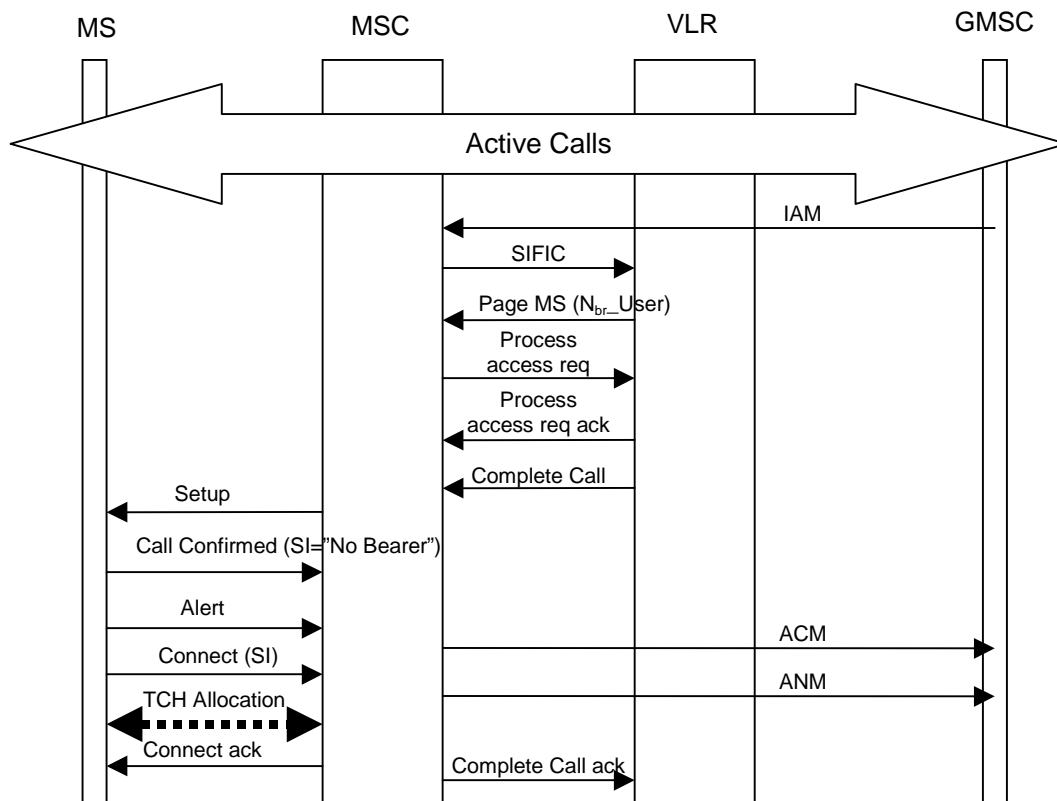 MS
MSC
VLR
GMSC
Active Calls
IAM
SIFIC
Page MS (Nbr_User)
Process
access req
Process
access req ack
Complete Call
Setup
Call Confirmed (SI=”No Bearer”)
Alert
ACM
Connect (SI)
ANM
TCH Allocation
Connect ack
Complete Call ack